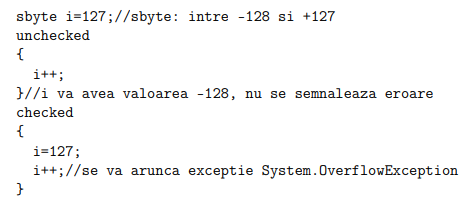 sbyte i=127;//sbyte: intre -128 si +127
unchecked
{
  i++;
}//i va avea valoarea -128, nu se semnaleaza eroare
checked
{
  i=127;
  i++;//se va arunca exceptie System.OverflowException
}